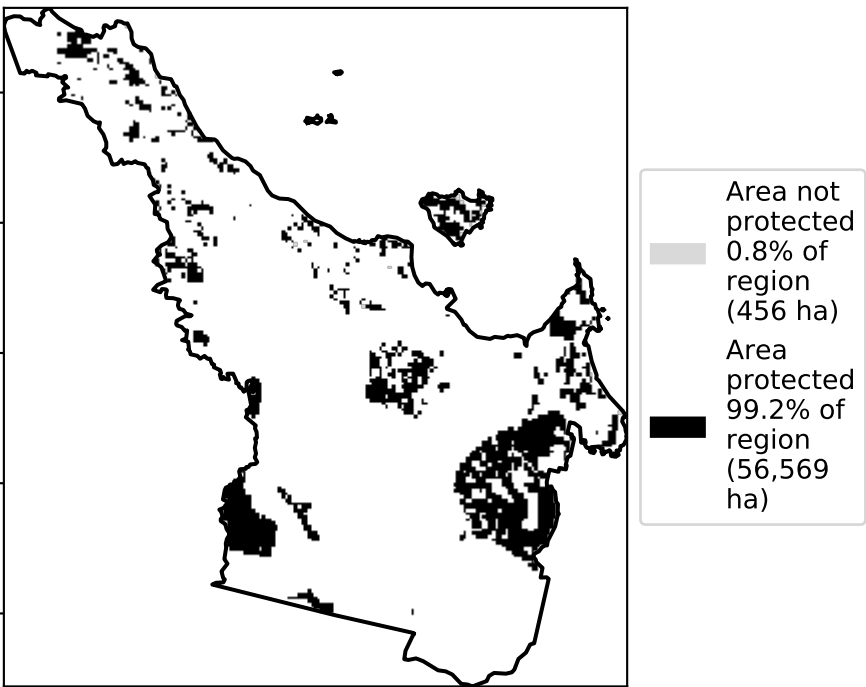 Area not
protected
0.8% of
region
(456 ha)
Area
protected
99.2% of
region
(56,569
ha)